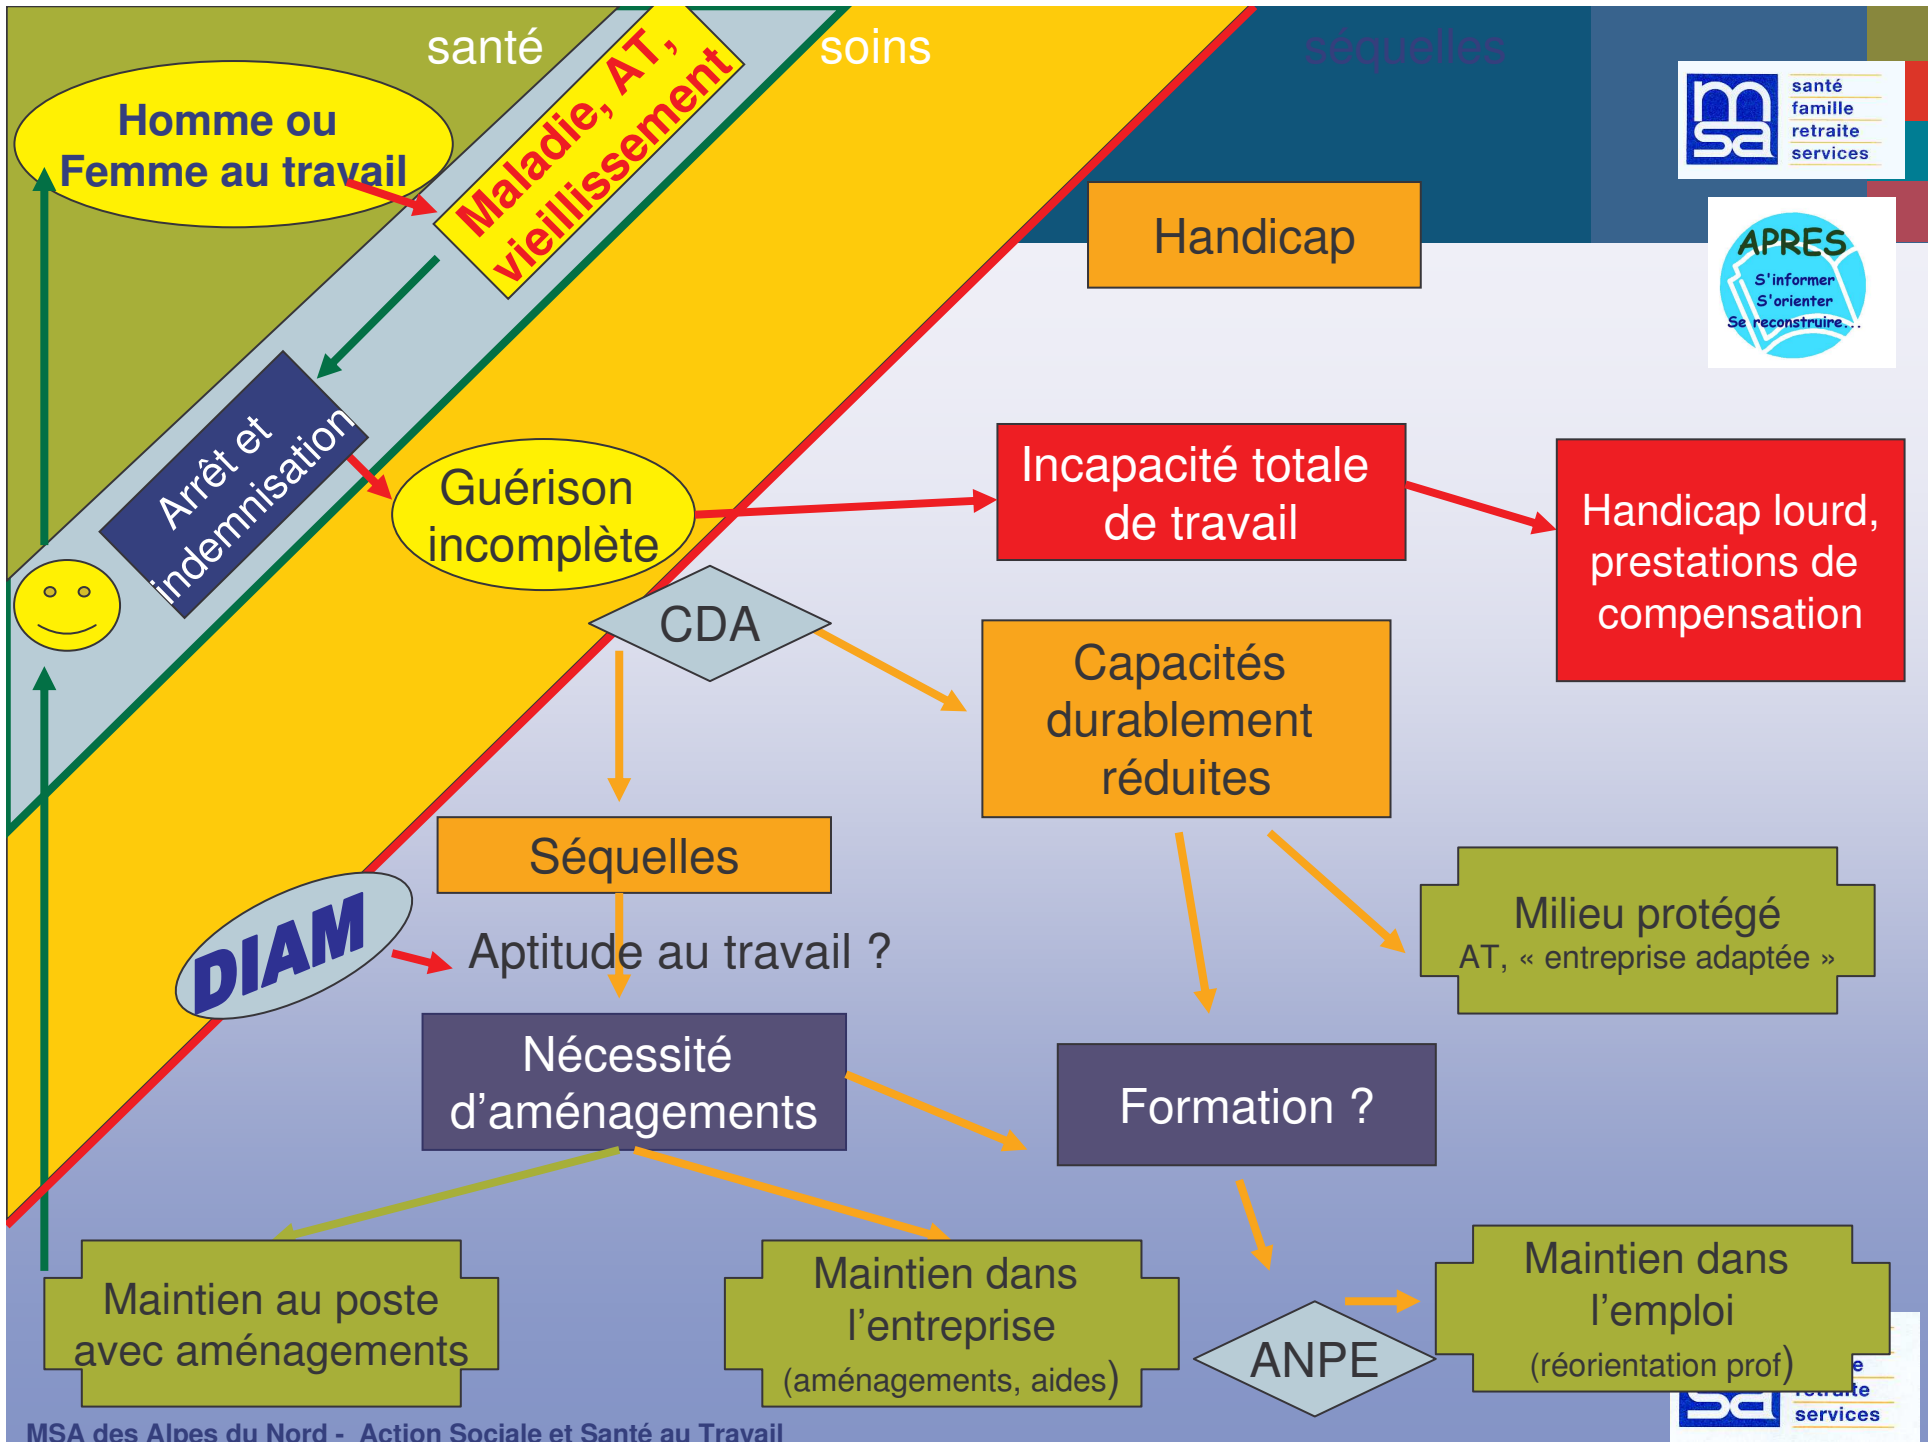 santé
soins
séquelles
Homme ou
Femme au travail
Maladie, AT,
vieillissement
santé
famille
retraite
services
msa
Handicap
APRES
S'informer
S'orienter
Se reconstruire...
Arrêt et
indemnisation
Guérison
incomplète
Incapacité totale
de travail
Handicap lourd,
prestations de
compensation
CDA
Capacités
durablement
réduites
Séquelles
DIAM
Aptitude au travail ?
Milieu protégé
AT, « entreprise adaptée »
Nécessité
d’aménagements
Formation ?
Maintien au poste
avec aménagements
Maintien dans
l’entreprise
(aménagements, aides)
ANPE
Maintien dans
l’emploi
(réorientation prof)
services
MSA des Alpes du Nord - Action Sociale et Santé au Travail